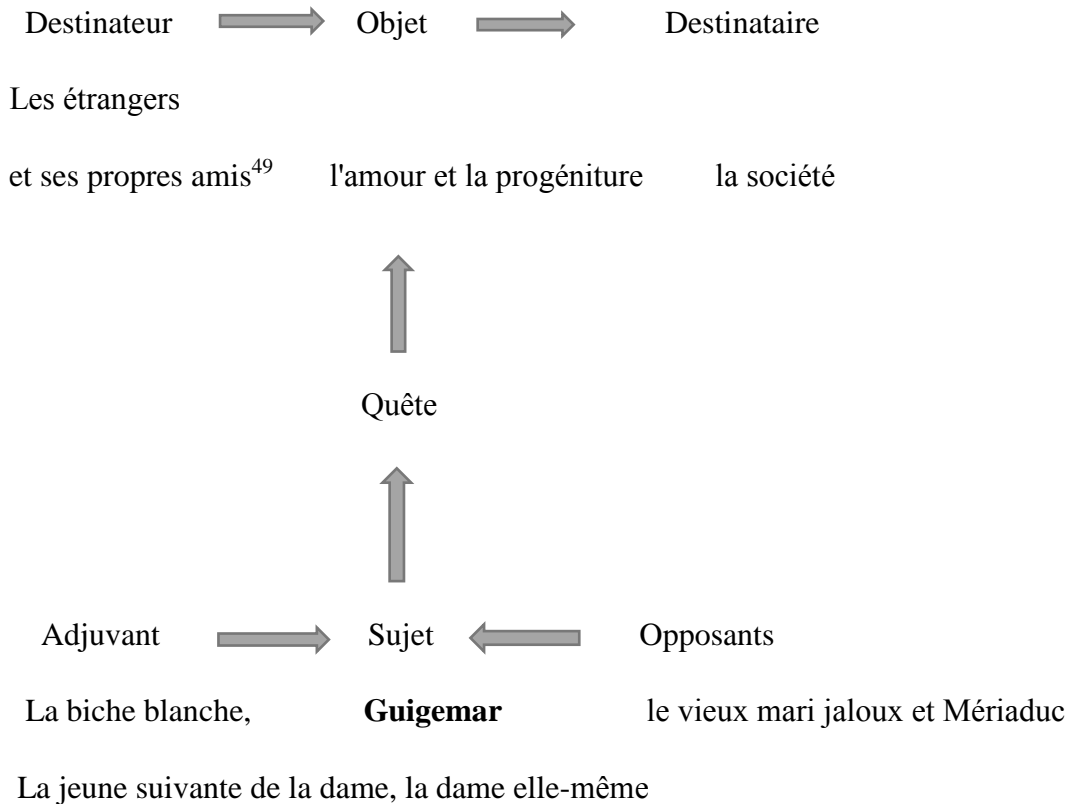 Destinateur Objet Destinataire
Les étrangers
et ses propres amis49 l'amour et la progéniture la société
Quête
Adjuvant Sujet Opposants
La biche blanche, Guigemar le vieux mari jaloux et Mériaduc
La jeune suivante de la dame, la dame elle-même